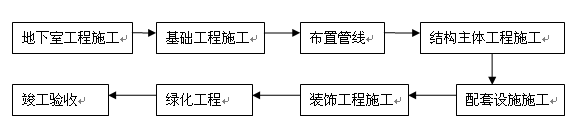 地下室工程施工
基础工程施工
布置管线
结构主体工程施工
配套设施施工
装饰工程施工
绿化工程
竣工验收